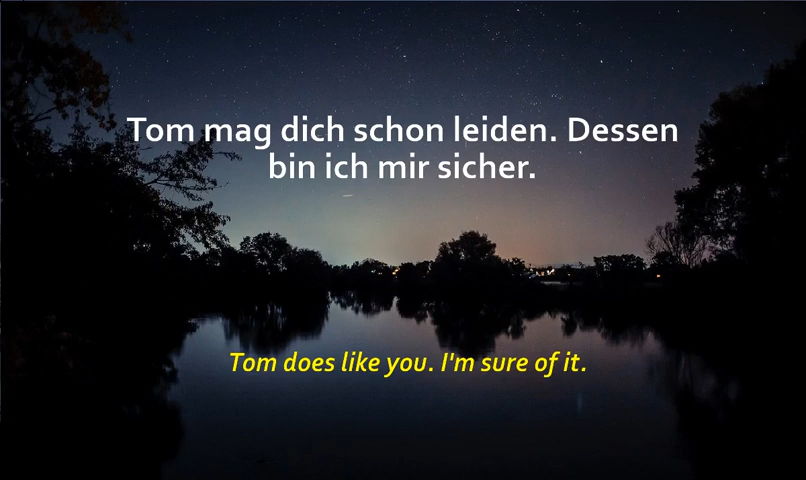 Tom mag dich schon leiden. Dessen
bin ich mir sicher.
Tom does like you. I'm sure of it.